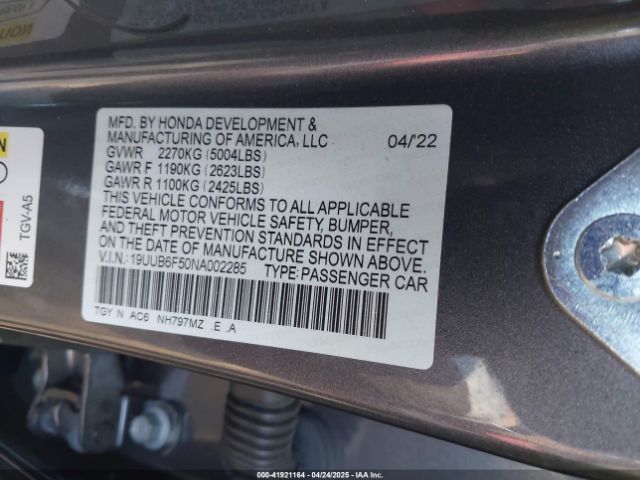 MFD. BY HONDA DEVELOPMENT &
MANUFACTURING OF AMERICA, LLC 04/'22
GVWR 2270KG (5004LBS)
GAWR F 1190KG (2623LBS)
GAWR R 1100KG (2425LBS)
THIS VEHICLE CONFORMS TO ALL APPLICABLE
FEDERAL MOTOR VEHICLE SAFETY, BUMPER,
AND THEFT PREVENTION STANDARDS IN EFFECT
ON THE DATE OF MANUFACTURE SHOWN ABOVE.
V.I.N.: 19UUB6F50NA002285 TYPE: PASSENGER CAR
TGY N AC6 NH797MZ .E .A
TGV-A5
000-41921164 - 04/24/2025 - IAAI